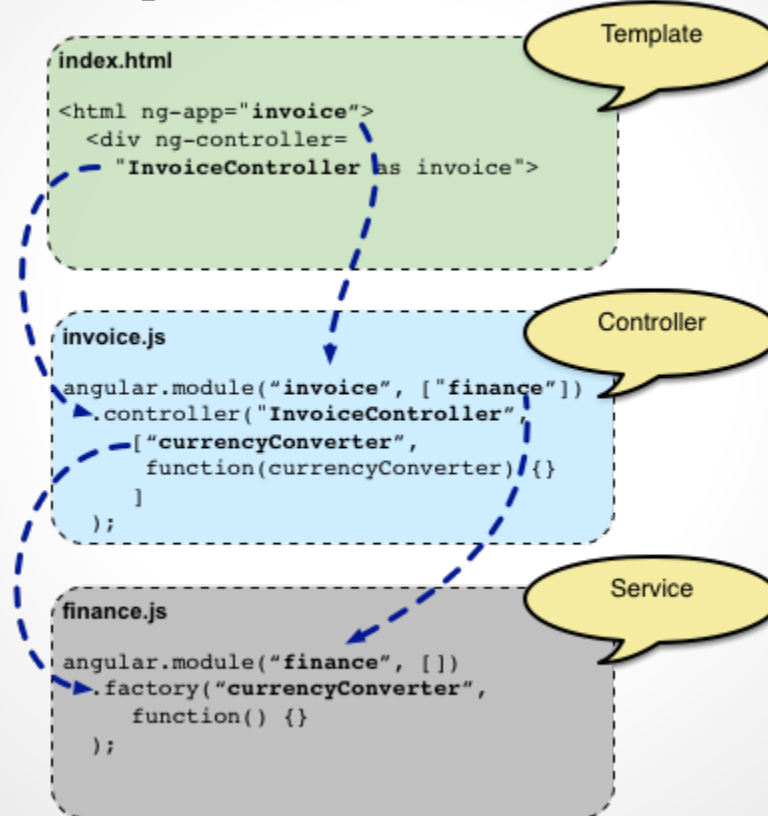 Template
index.html
<html ng-app="invoice”>
<div ng-controller=
"InvoiceController as invoice">
Controller
invoice.js
angular.module(“invoice”, ["finance”])
.controller("InvoiceController”,
[“currencyConverter”,
function(currencyConverter) {}
]
);
Service
finance.js
angular.module(“finance”, [])
.factory(“currencyConverter”,
function() {}
);